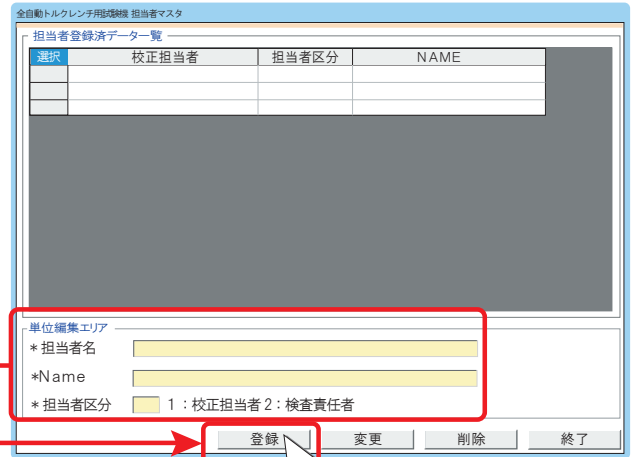 全自動トルクレンチ用試験機 担当者マスタ
担当者登録済データ一覧
選択 校正担当者 担当者区分 NAME
単位編集エリア
*担当者名
*Name
*担当者区分 1：校正担当者 2：検査責任者
登録 変更 削除 終了